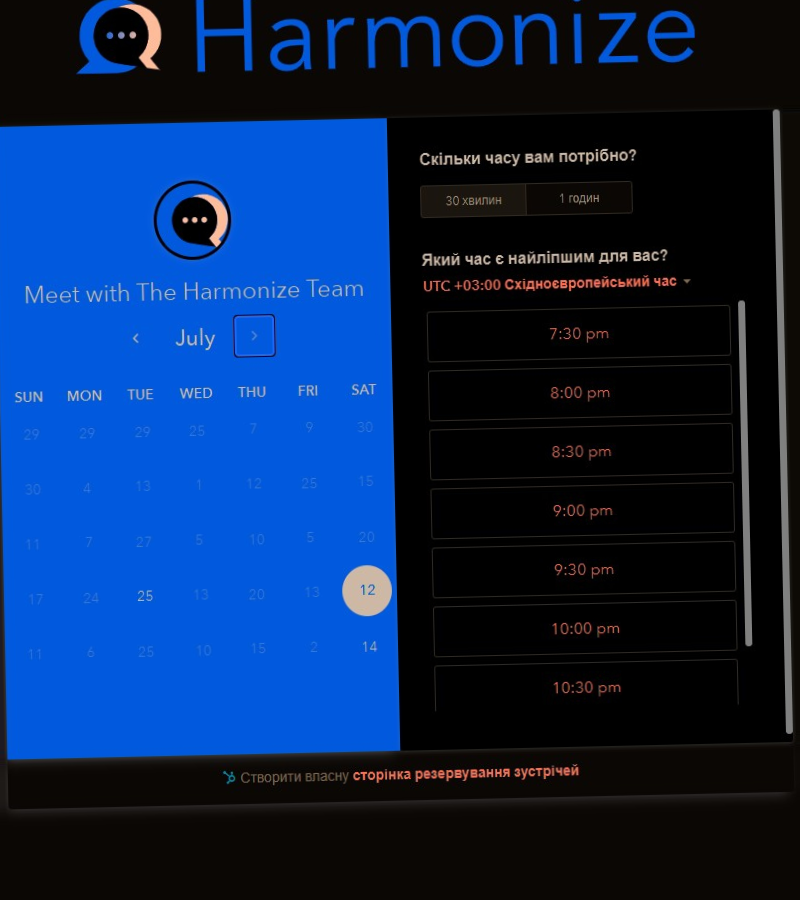 Harmonize
Meet with The Harmonize Team
July
SUN MON TUE WED THU FRI SAT
29 29 29 25 7 9 30
30 4 13 1 12 25 15
11 7 27 5 10 5 20
17 24 25 13 20 13 12
11 6 25 10 15 2 14
Скільки часу вам потрібно?
30 хвилин 1 годин
Який час є найліпшим для вас?
UTC +03:00 Східноєвропейський час
7:30 pm
8:00 pm
8:30 pm
9:00 pm
9:30 pm
10:00 pm
10:30 pm
Створити власну сторінка резервування зустрічей